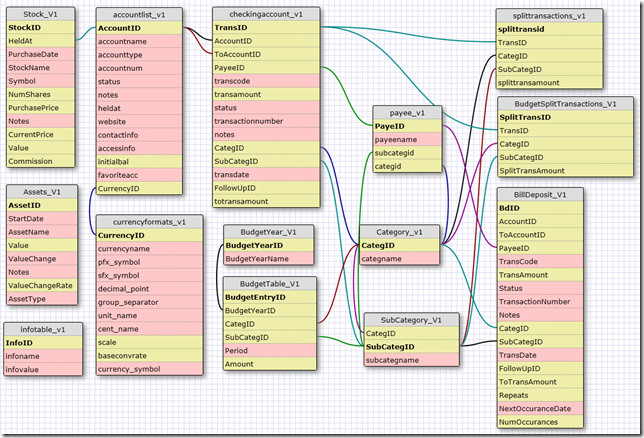 Stock_V1
StockID
HeldAt
PurchaseDate
StockName
Symbol
NumShares
PurchasePrice
Notes
CurrentPrice
Value
Commission
accountlist_v1
AccountID
accountname
accounttype
accountnum
status
notes
heldat
website
contactinfo
accessinfo
initialbal
favoriteacc
CurrencyID
checkingaccount_v1
TransID
AccountID
ToAccountID
PayeeID
transcode
transamount
status
transactionnumber
notes
CategID
SubCategID
transdate
FollowUpID
totransamount
splittransactions_v1
splittransid
TransID
CategID
SubCategID
splittransamount
BudgetSplitTransactions_V1
SplitTransID
TransID
CategID
SubCategID
SplitTransAmount
payee_v1
PayeID
payeename
subcategid
categid
Assets_V1
AssetID
StartDate
AssetName
Value
ValueChange
Notes
ValueChangeRate
AssetType
currencyformats_v1
CurrencyID
currencyname
pfx_symbol
sfx_symbol
decimal_point
group_separator
unit_name
cent_name
scale
baseconvrate
currency_symbol
BudgetYear_V1
BudgetYearID
BudgetYearName
Category_v1
CategID
categname
BillDeposit_V1
BdID
AccountID
ToAccountID
PayeeID
TransCode
TransAmount
Status
TransactionNumber
Notes
CategID
SubCategID
TransDate
FollowUpID
ToTransAmount
Repeats
NextOccuranceDate
NumOccurances
BudgetTable_V1
BudgetEntryID
BudgetYearID
CategID
SubCategID
Period
Amount
SubCategory_V1
CategID
SubCategID
subcategname
infotable_v1
InfoID
infoname
infovalue